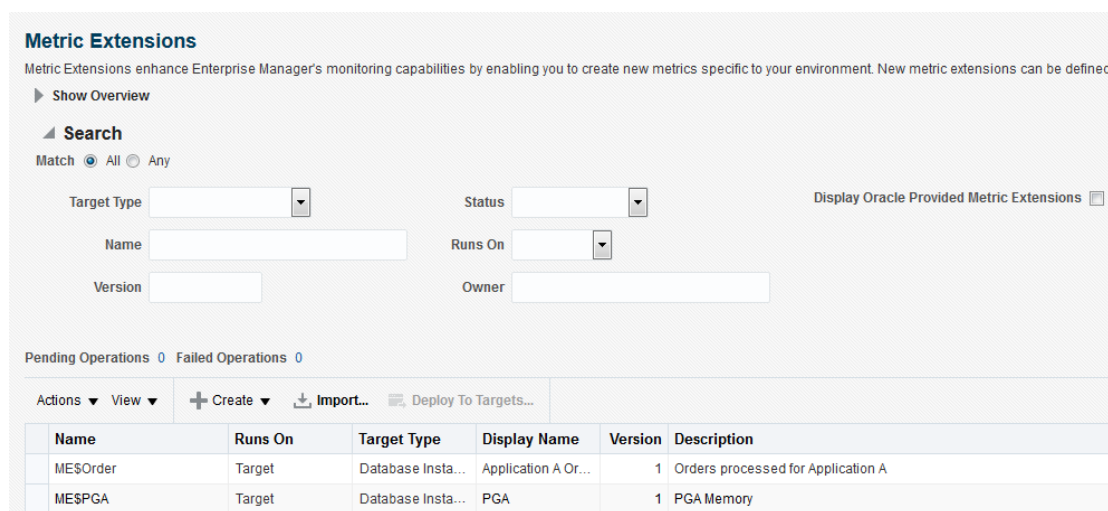 Metric Extensions
Metric Extensions enhance Enterprise Manager's monitoring capabilities by enabling you to create new metrics specific to your environment. New metric extensions can be defined
Show Overview
Search
Match All Any
Target Type Status Display Oracle Provided Metric Extensions
Name Runs On
Version Owner
Pending Operations 0 Failed Operations 0
Actions View Create Import... Deploy To Targets...
Name Runs On Target Type Display Name Version Description
ME$Order Target Database Insta... Application A Or... 1 Orders processed for Application A
ME$PGA Target Database Insta... PGA 1 PGA Memory